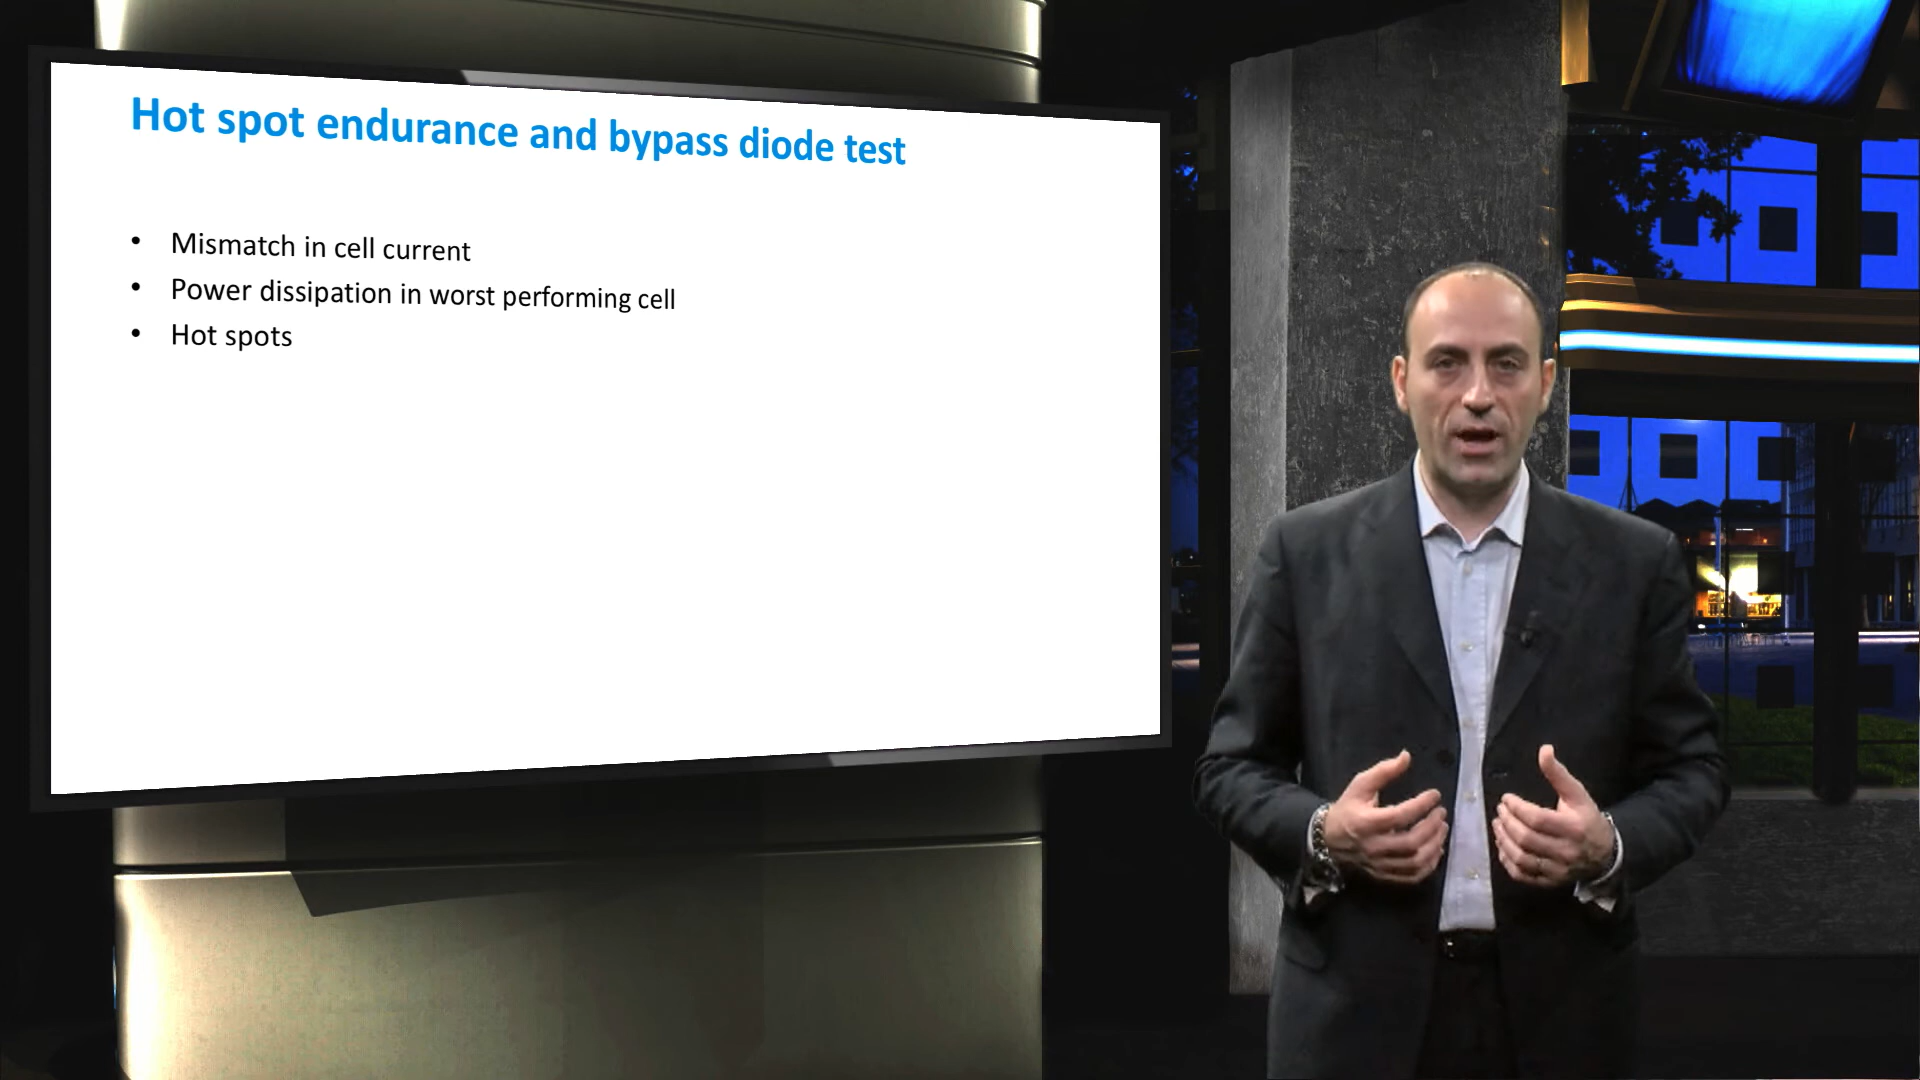 Hot spot endurance and bypass diode test
• Mismatch in cell current
• Power dissipation in worst performing cell
• Hot spots